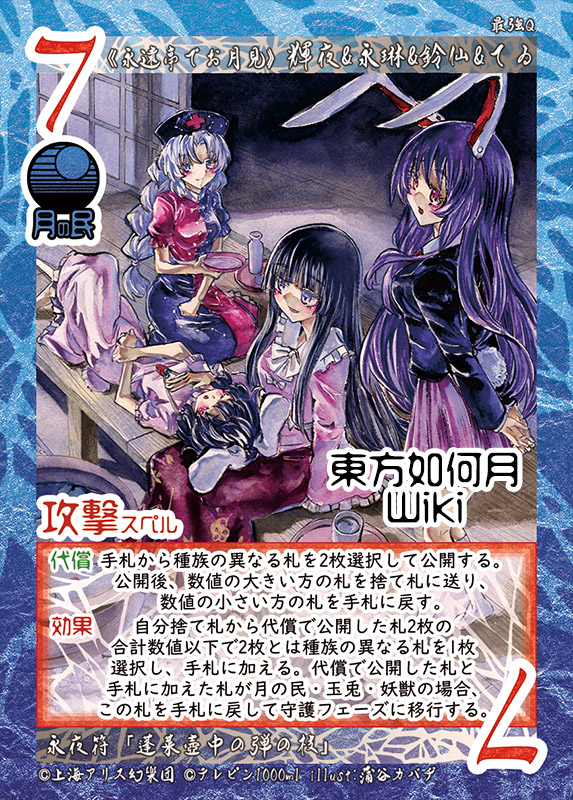 最強Q
7
《永遠亭でお月見》 輝夜&永琳&鈴仙&てゐ
月の民
東方如何月
Wiki
攻撃スペル
代償 手札から種族の異なる札を2枚選択して公開する。
公開後、数値の大きい方の札を捨て札に送り、
数値の小さい方の札を手札に戻す。
効果 自分捨て札から代償で公開した札2枚の
合計数値以下で2枚とは種族の異なる札を1枚
選択し、手札に加える。代償で公開した札と
手札に加えた札が月の民・玉兎・妖獣の場合、
この札を手札に戻して守護フェーズに移行する。
7
永夜符「蓬莱壺中の弾の枝」
©上海アリス幻樂団 ©テレピン1000ml illust:蒲谷カバヂ